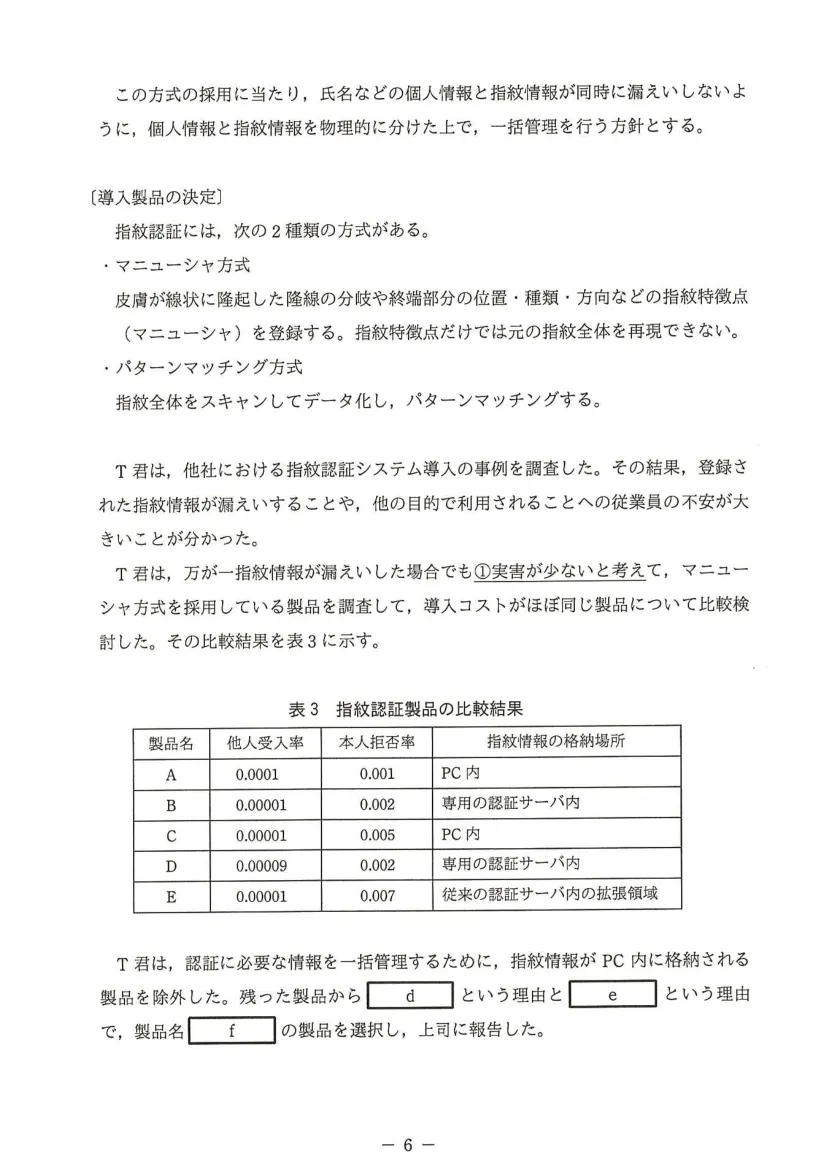 この方式の採用に当たり，氏名などの個人情報と指紋情報が同時に漏えいしないよ
うに，個人情報と指紋情報を物理的に分けた上で，一括管理を行う方針とする。
〔導入製品の決定〕
指紋認証には，次の2種類の方式がある。
・マニューシャ方式
皮膚が線状に隆起した隆線の分岐や終端部分の位置・種類・方向などの指紋特徴点
（マニューシャ）を登録する。指紋特徴点だけでは元の指紋全体を再現できない。
・パターンマッチング方式
指紋全体をスキャンしてデータ化し，パターンマッチングする。
T君は，他社における指紋認証システム導入の事例を調査した。その結果，登録さ
れた指紋情報が漏えいすることや，他の目的で利用されることへの従業員の不安が大
きいことが分かった。
T君は，万が一指紋情報が漏えいした場合でも①実害が少ないと考えて，マニュー
シャ方式を採用している製品を調査して，導入コストがほぼ同じ製品について比較検
討した。その比較結果を表3に示す。
表3　指紋認証製品の比較結果
製品名　他人受入率　本人拒否率　指紋情報の格納場所
A　0.0001　0.001　PC内
B　0.00001　0.002　専用の認証サーバ内
C　0.00001　0.005　PC内
D　0.00009　0.002　専用の認証サーバ内
E　0.00001　0.007　従来の認証サーバ内の拡張領域
T君は，認証に必要な情報を一括管理するために，指紋情報がPC内に格納される
製品を除外した。残った製品から　d　という理由と　e　という理由
で，製品名　f　の製品を選択し，上司に報告した。
― 6 ―